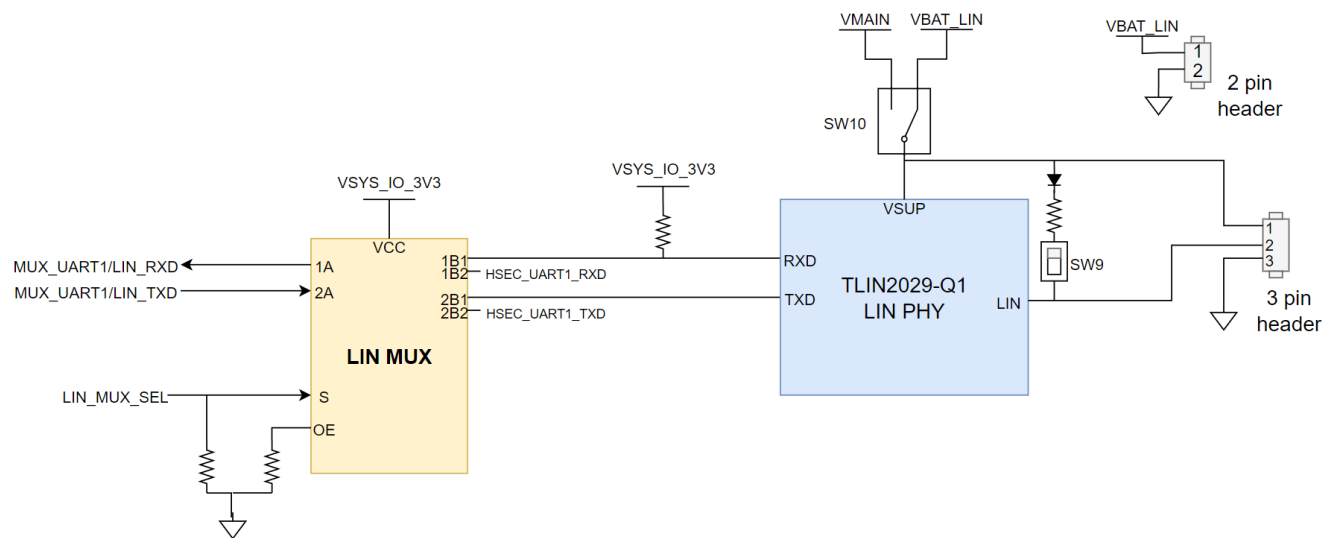 VMAIN VBAT_LIN
VBAT_LIN
1
2
2 pin
header
SW10
VSYS_IO_3V3
VSYS_IO_3V3
VCC
VSUP
MUX_UART1/LIN_RXD
1A
1B1
1B2
HSEC_UART1_RXD
RXD
MUX_UART1/LIN_TXD
2A
2B1
2B2
HSEC_UART1_TXD
TXD
TLIN2029-Q1
LIN PHY
LIN
SW9
1
2
3
3 pin
header
LIN MUX
LIN_MUX_SEL
S
OE